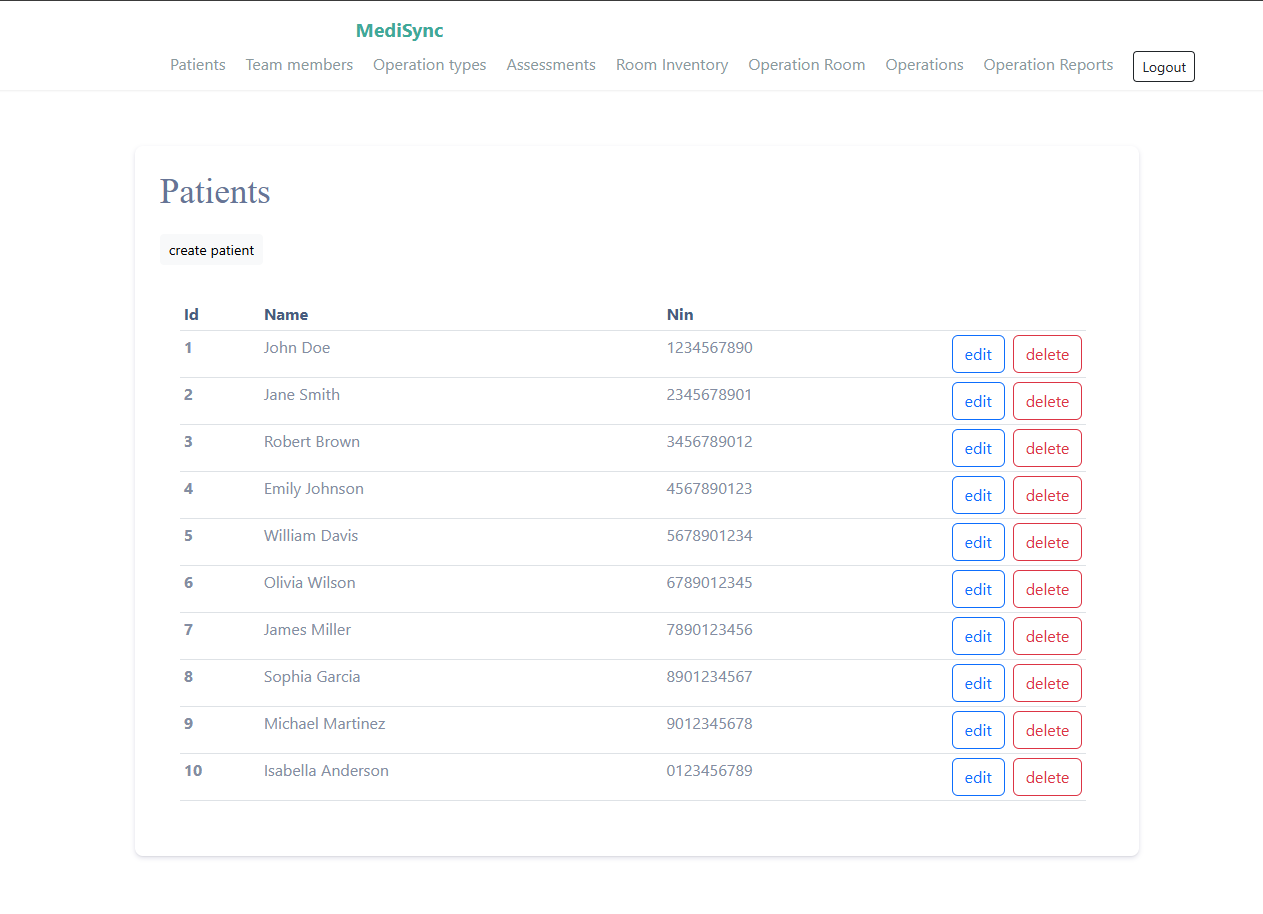 MediSync
Patients Team members Operation types Assessments Room Inventory Operation Room Operations Operation Reports Logout
Patients
create patient
Id Name Nin
1 John Doe 1234567890 edit delete
2 Jane Smith 2345678901 edit delete
3 Robert Brown 3456789012 edit delete
4 Emily Johnson 4567890123 edit delete
5 William Davis 5678901234 edit delete
6 Olivia Wilson 6789012345 edit delete
7 James Miller 7890123456 edit delete
8 Sophia Garcia 8901234567 edit delete
9 Michael Martinez 9012345678 edit delete
10 Isabella Anderson 0123456789 edit delete